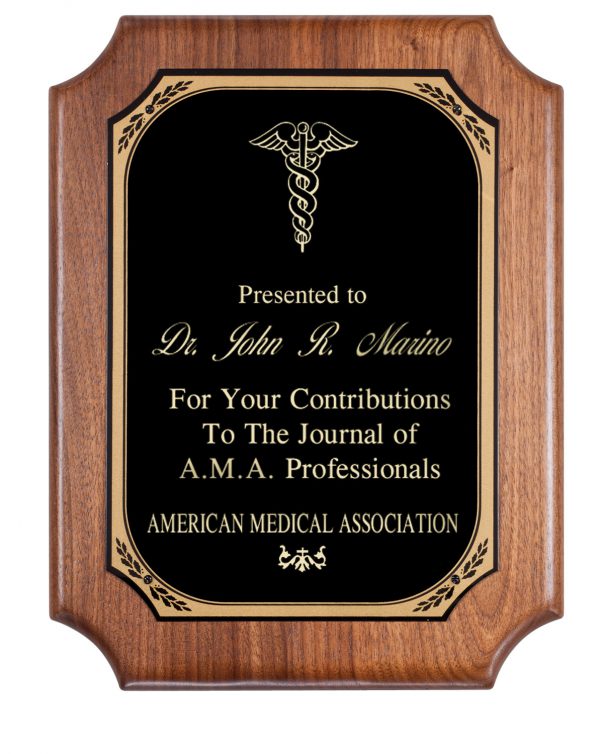 Presented to
Dr. John R. Marino
For Your Contributions
To The Journal of
A.M.A. Professionals
AMERICAN MEDICAL ASSOCIATION